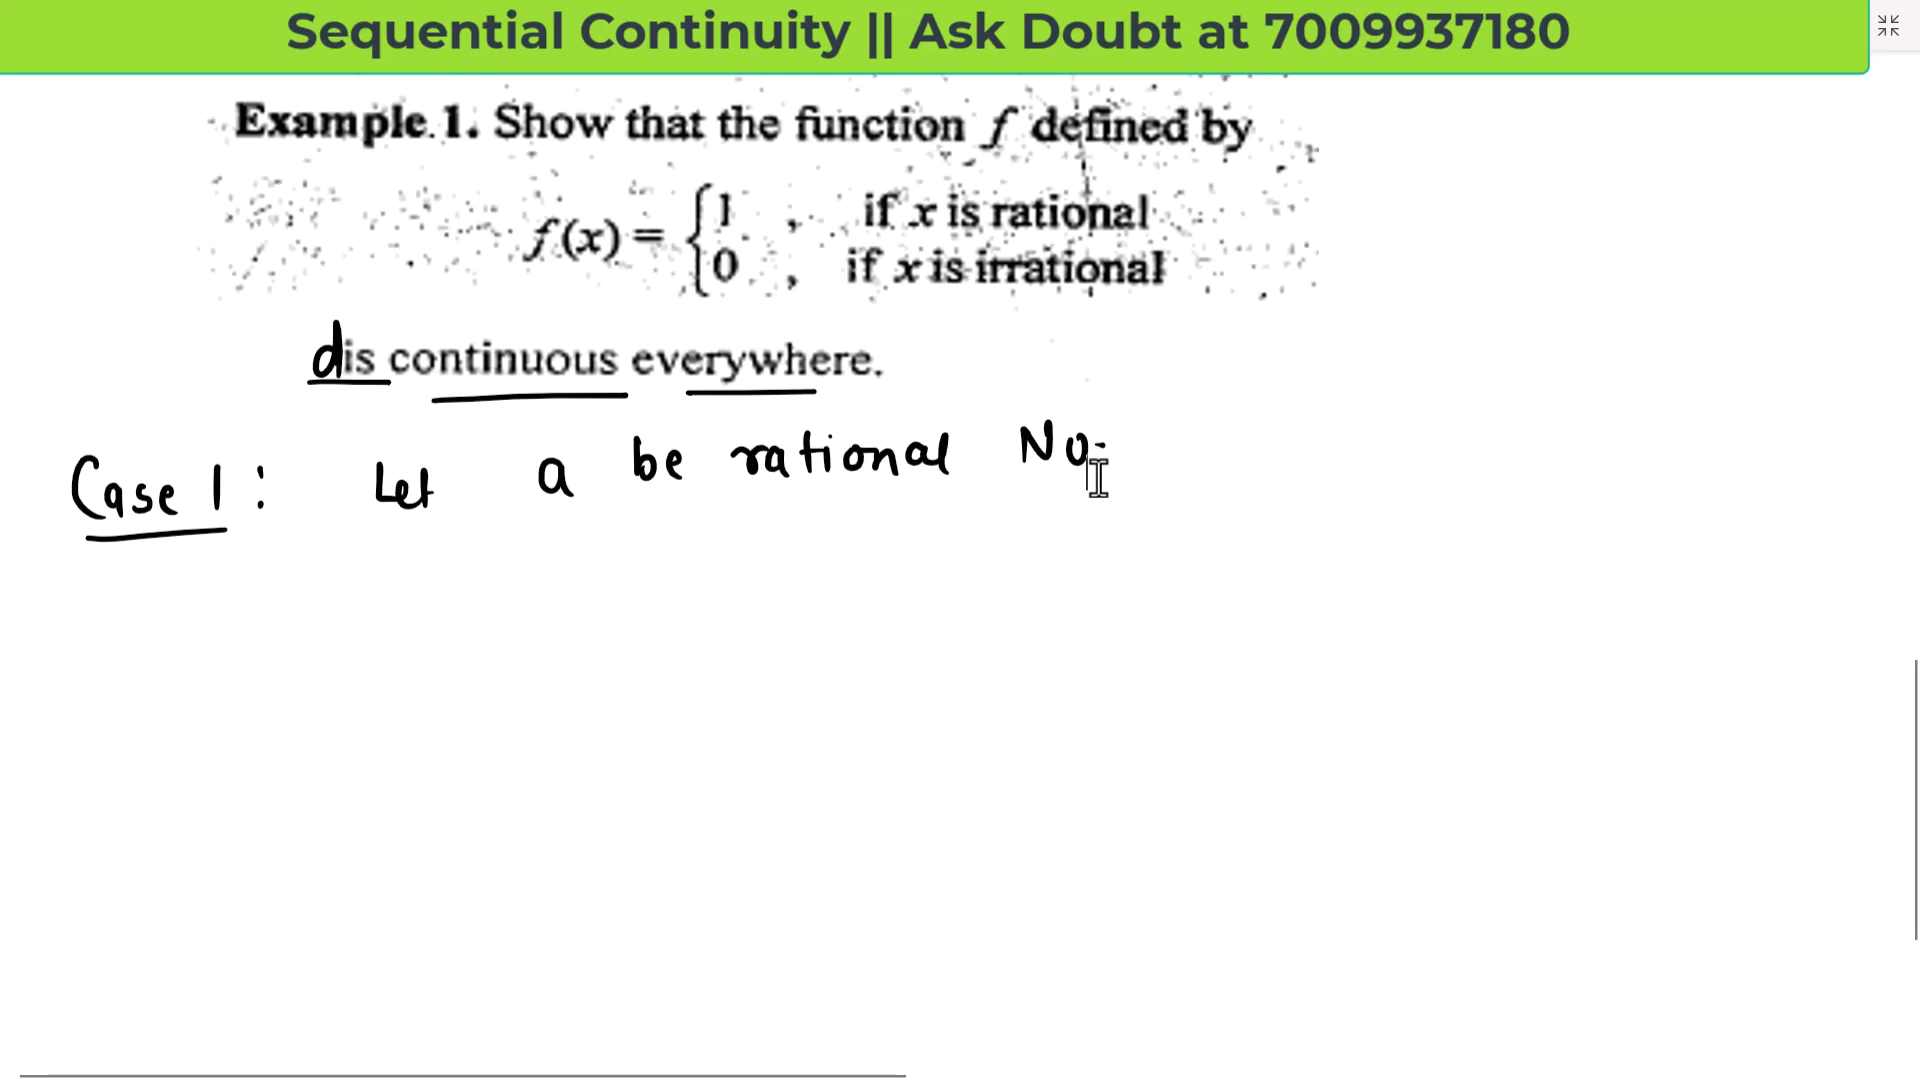 Sequential Continuity || Ask Doubt at 7009937180
Example 1. Show that the function f defined by
f(x) = {1 , if x is rational
0 , if x is irrational
dis continuous everywhere.
Case 1 : Let a be rational No.